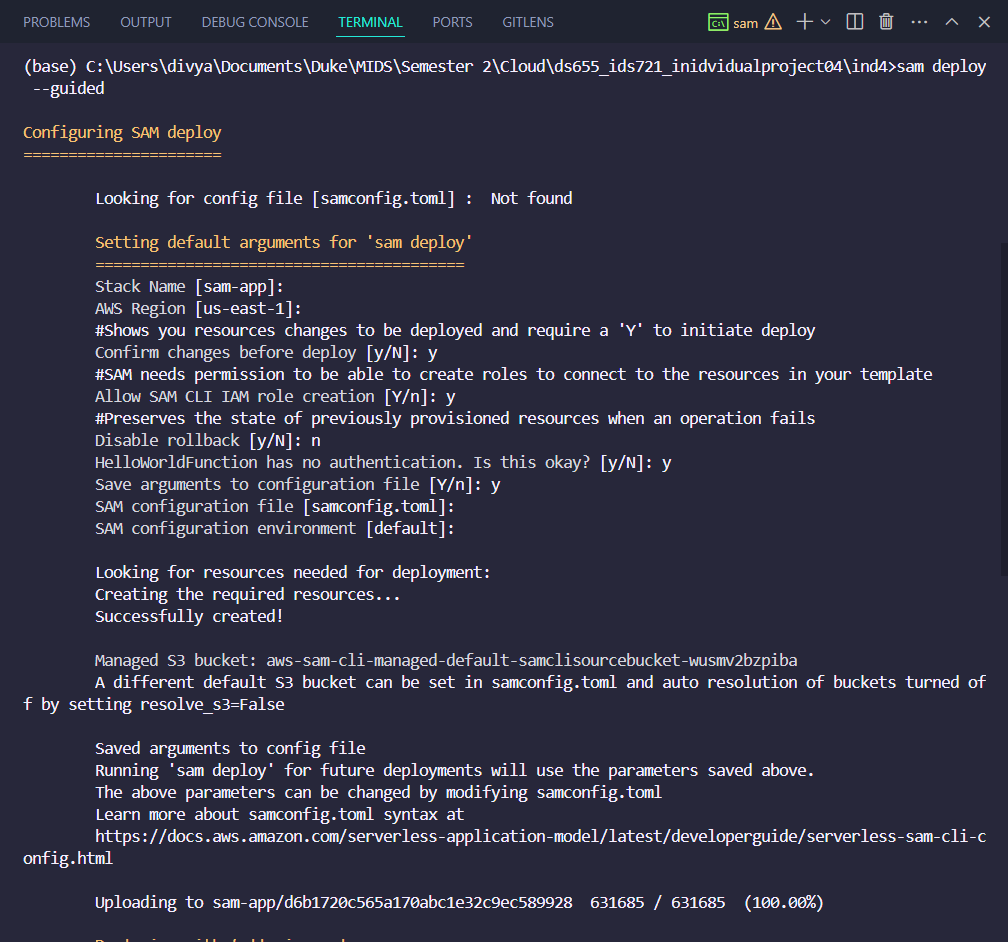 PROBLEMS OUTPUT DEBUG CONSOLE TERMINAL PORTS GITLENS sam
(base) C:\Users\divya\Documents\Duke\MIDS\Semester 2\Cloud\ds655_ids721_inidvidualproject04\ind4>sam deploy
--guided
Configuring SAM deploy
======================
Looking for config file [samconfig.toml] :  Not found
Setting default arguments for 'sam deploy'
=========================================
Stack Name [sam-app]:
AWS Region [us-east-1]:
#Shows you resources changes to be deployed and require a 'Y' to initiate deploy
Confirm changes before deploy [y/N]: y
#SAM needs permission to be able to create roles to connect to the resources in your template
Allow SAM CLI IAM role creation [Y/n]: y
#Preserves the state of previously provisioned resources when an operation fails
Disable rollback [y/N]: n
HelloWorldFunction has no authentication. Is this okay? [y/N]: y
Save arguments to configuration file [Y/n]: y
SAM configuration file [samconfig.toml]:
SAM configuration environment [default]:
Looking for resources needed for deployment:
Creating the required resources...
Successfully created!
Managed S3 bucket: aws-sam-cli-managed-default-samclisourcebucket-wusmv2bzpiba
A different default S3 bucket can be set in samconfig.toml and auto resolution of buckets turned of
f by setting resolve_s3=False
Saved arguments to config file
Running 'sam deploy' for future deployments will use the parameters saved above.
The above parameters can be changed by modifying samconfig.toml
Learn more about samconfig.toml syntax at
https://docs.aws.amazon.com/serverless-application-model/latest/developerguide/serverless-sam-cli-c
onfig.html
Uploading to sam-app/d6b1720c565a170abc1e32c9ec589928  631685 / 631685  (100.00%)